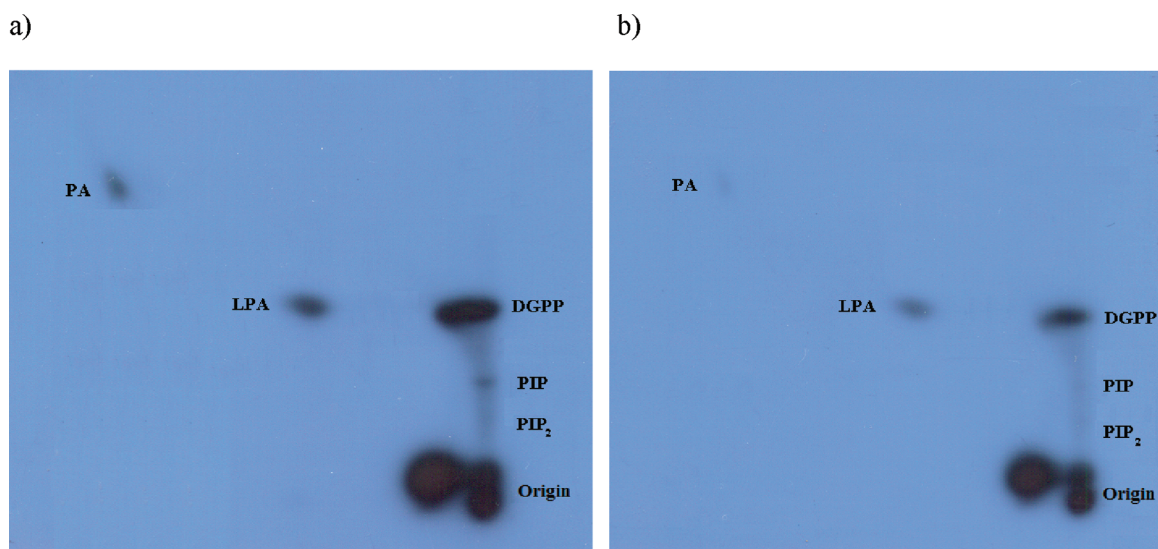 a)
b)
PA
LPA
DGPP
PIP
PIP₂
Origin
PA
LPA
DGPP
PIP
PIP₂
Origin